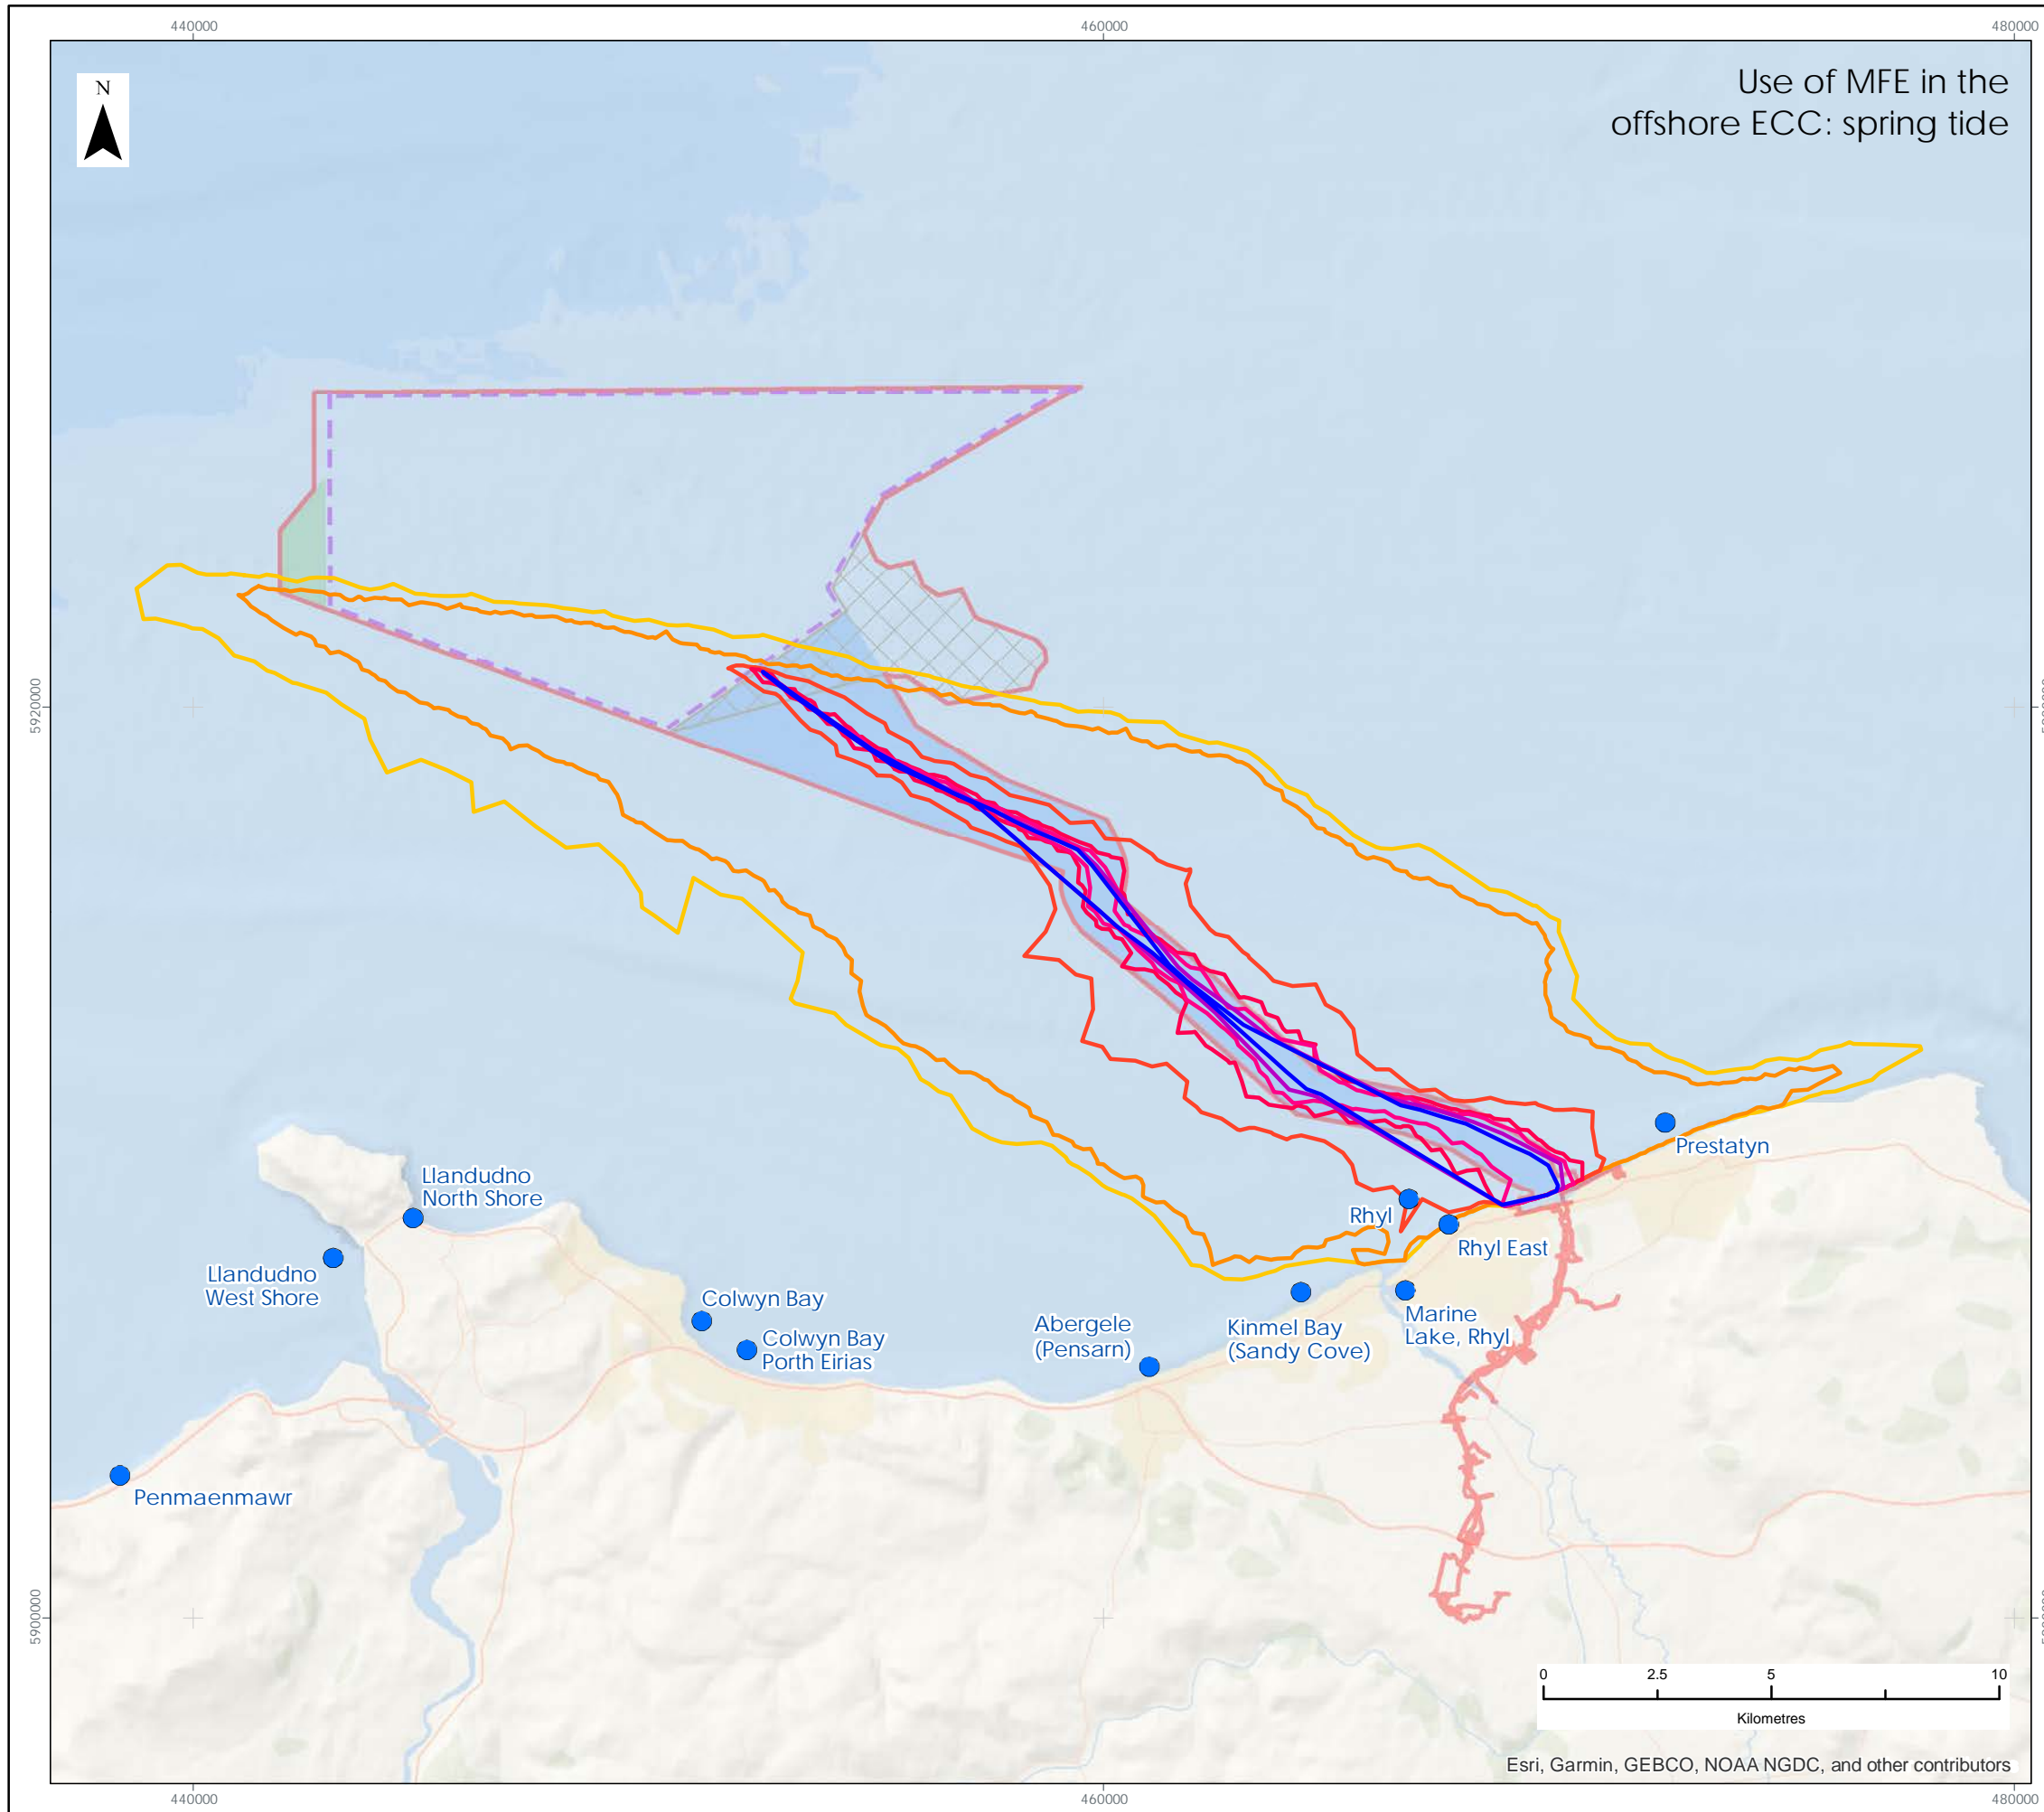 440000
460000
480000
N
Use of MFE in the
offshore ECC: spring tide
5920000
Prestatyn
Llandudno
North Shore
Rhyl
Rhyl East
Llandudno
West Shore
Colwyn Bay
Colwyn Bay
Porth Eirias
Abergele
(Pensarn)
Kinmel Bay
(Sandy Cove)
Marine
Lake, Rhyl
Penmaenmawr
5900000
0 2.5 5 10
Kilometres
Esri, Garmin, GEBCO, NOAA NGDC, and other contributors
440000
460000
480000